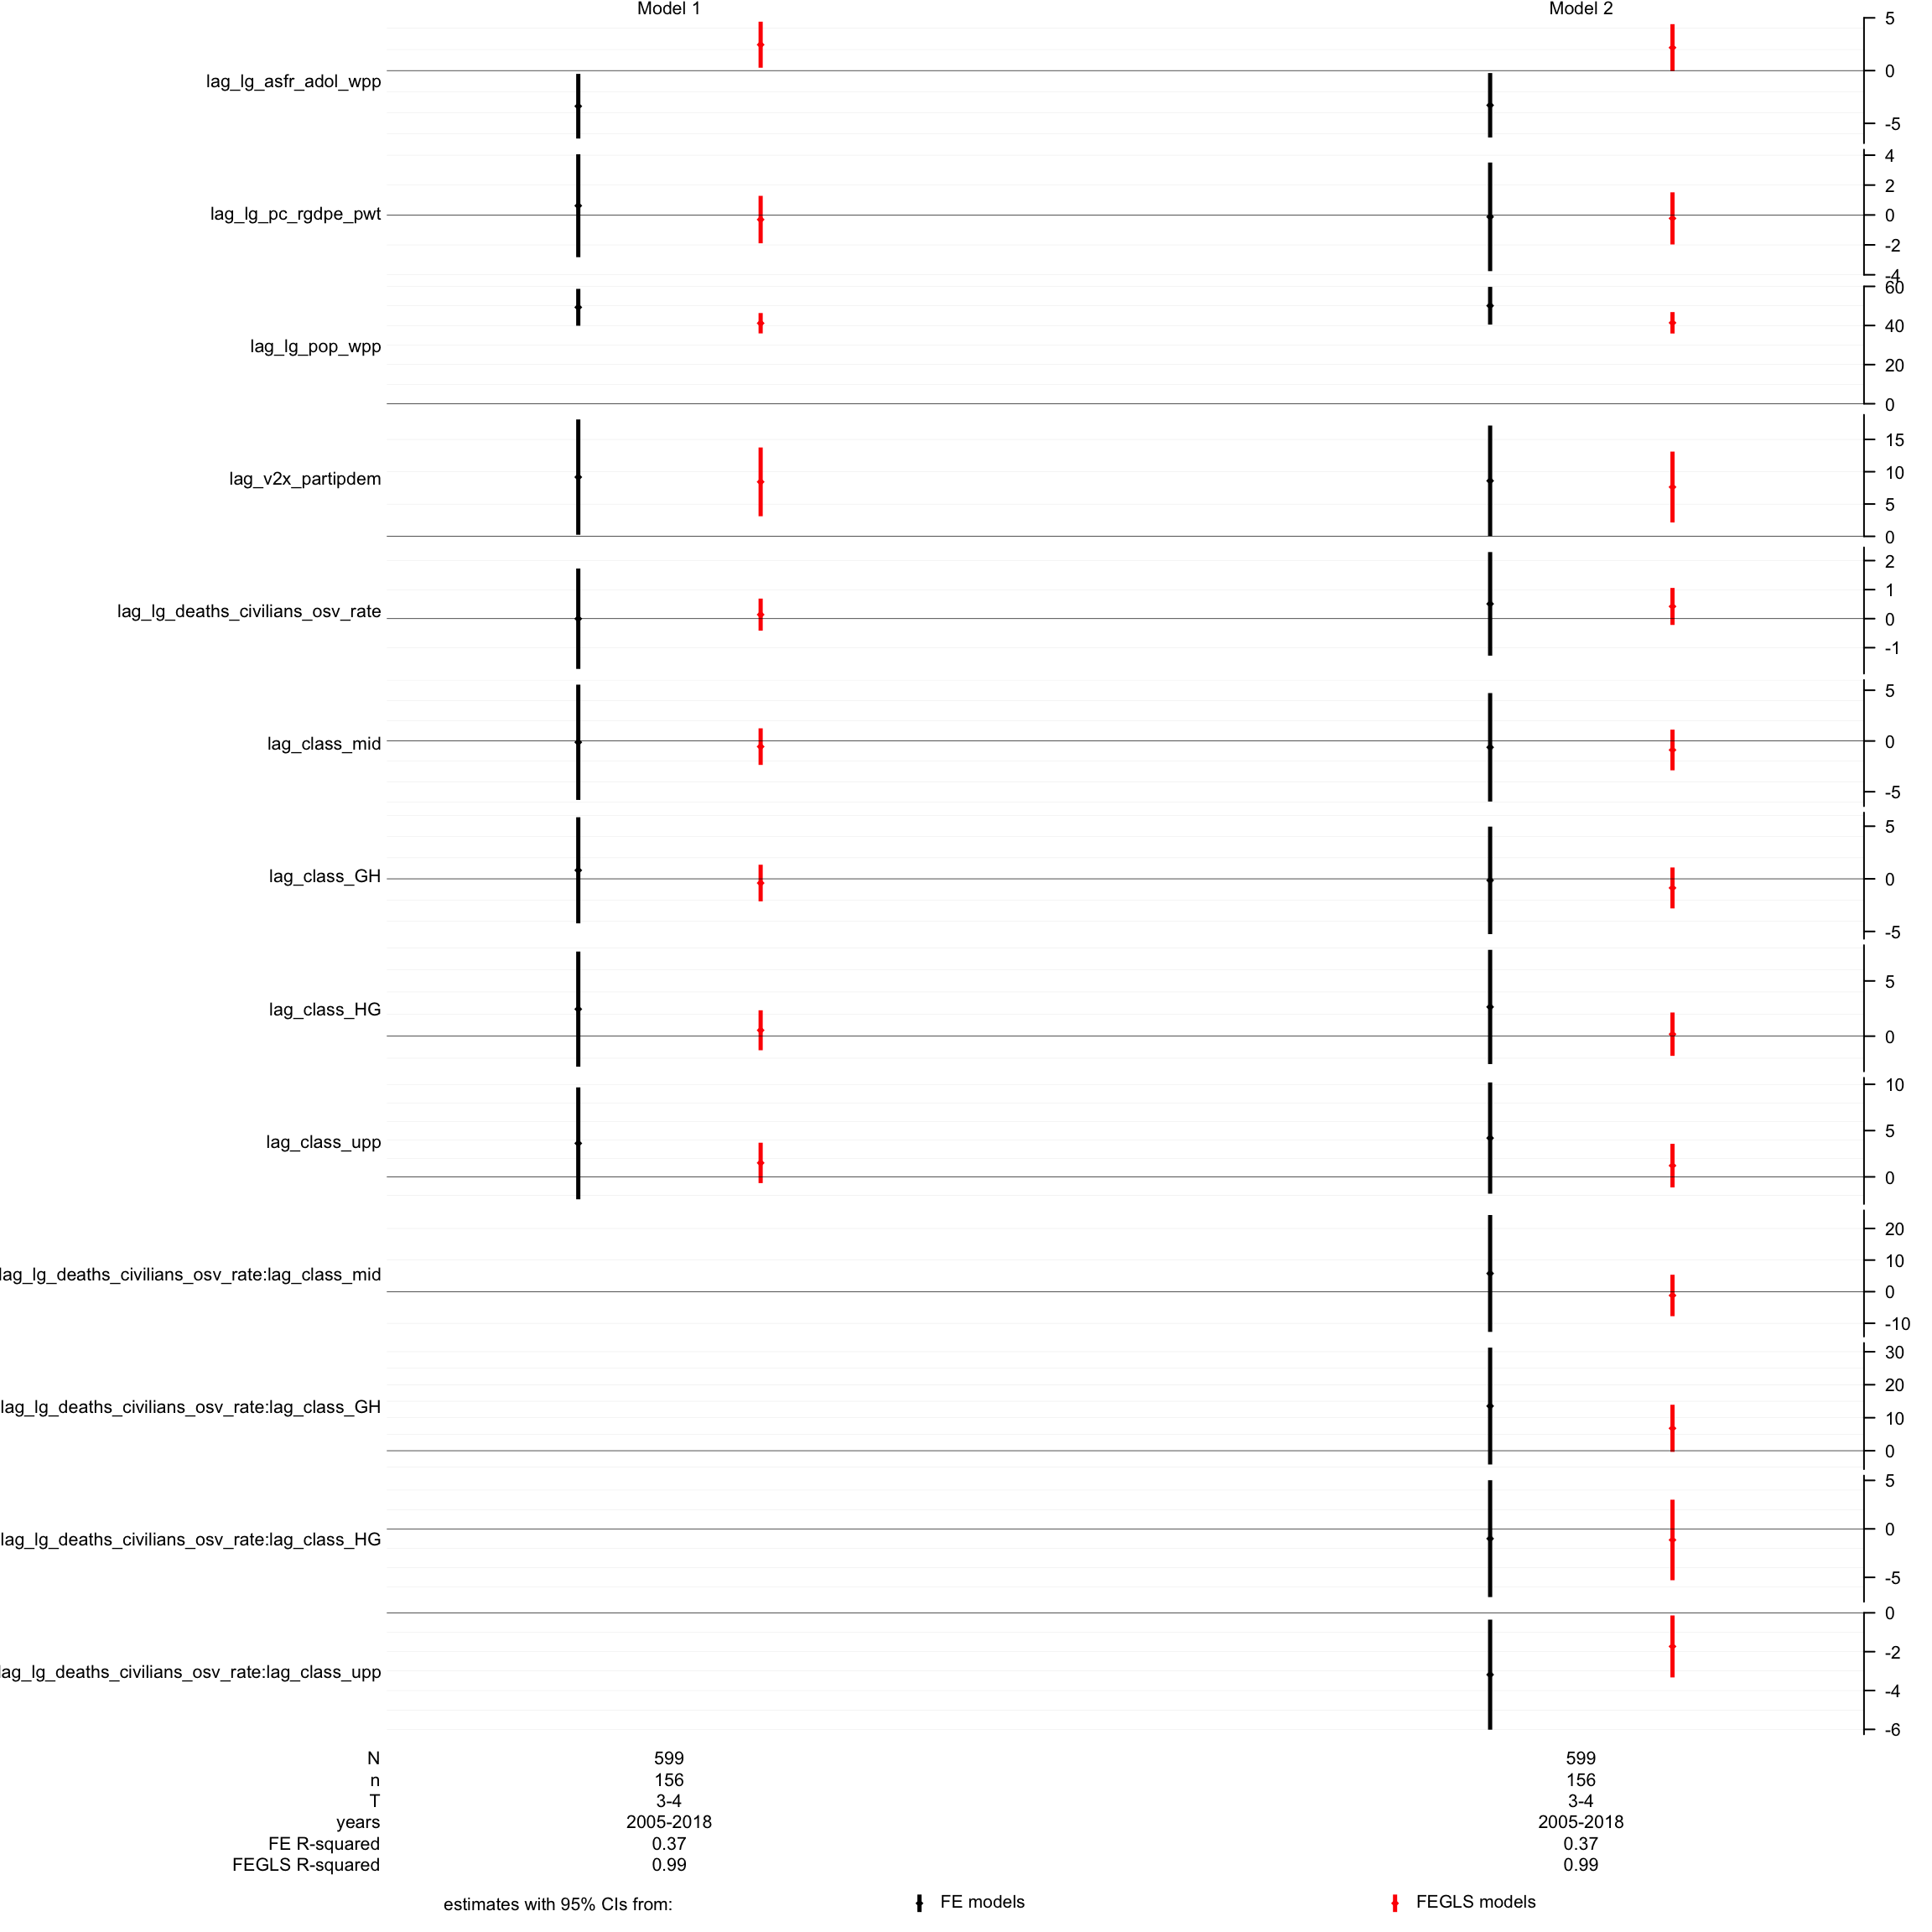 Model 1 Model 2
lag_lg_asfr_adol_wpp
5
0
-5
lag_lg_pc_rgdpe_pwt
4
2
0
-2
-4
lag_lg_pop_wpp
60
40
20
0
lag_v2x_partipdem
15
10
5
0
lag_lg_deaths_civilians_osv_rate
2
1
0
-1
lag_class_mid
5
0
-5
lag_class_GH
5
0
-5
lag_class_HG
5
0
lag_class_upp
10
5
0
lag_lg_deaths_civilians_osv_rate:lag_class_mid
20
10
0
-10
lag_lg_deaths_civilians_osv_rate:lag_class_GH
30
20
10
0
lag_lg_deaths_civilians_osv_rate:lag_class_HG
5
0
-5
lag_lg_deaths_civilians_osv_rate:lag_class_upp
0
-2
-4
-6
N 599 599
n 156 156
T 3-4 3-4
years 2005-2018 2005-2018
FE R-squared 0.37 0.37
FEGLS R-squared 0.99 0.99
estimates with 95% CIs from: FE models FEGLS models